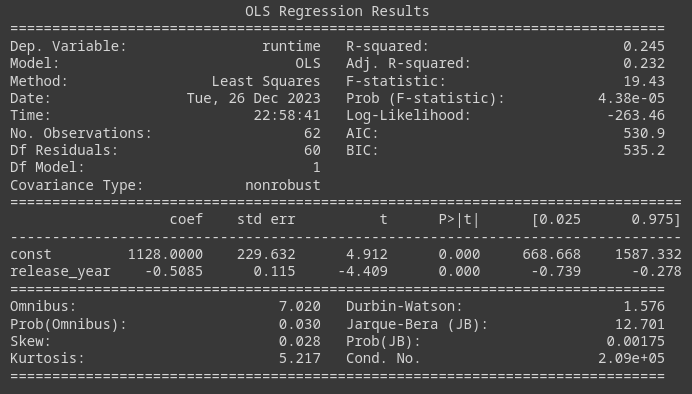 OLS Regression Results
==============================================================================
Dep. Variable:                runtime   R-squared:                       0.245
Model:                            OLS   Adj. R-squared:                  0.232
Method:                 Least Squares   F-statistic:                     19.43
Date:                Tue, 26 Dec 2023   Prob (F-statistic):           4.38e-05
Time:                        22:58:41   Log-Likelihood:                -263.46
No. Observations:                  62   AIC:                             530.9
Df Residuals:                      60   BIC:                             535.2
Df Model:                           1
Covariance Type:            nonrobust
================================================================================
                   coef    std err          t      P>|t|      [0.025      0.975]
--------------------------------------------------------------------------------
const         1128.0000    229.632      4.912      0.000     668.668    1587.332
release_year    -0.5085      0.115     -4.409      0.000      -0.739      -0.278
==============================================================================
Omnibus:                        7.020   Durbin-Watson:                   1.576
Prob(Omnibus):                  0.030   Jarque-Bera (JB):               12.701
Skew:                           0.028   Prob(JB):                      0.00175
Kurtosis:                       5.217   Cond. No.                     2.09e+05
==============================================================================